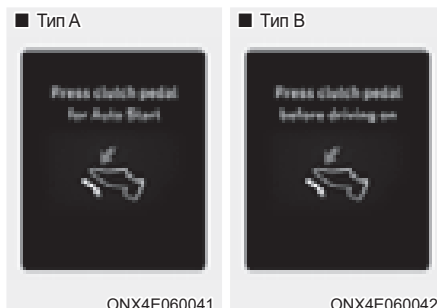 ■ Тип A
■ Тип B
Press clutch pedal
for Auto Start
Press clutch pedal
before driving on
ONX4E060041
ONX4E060042